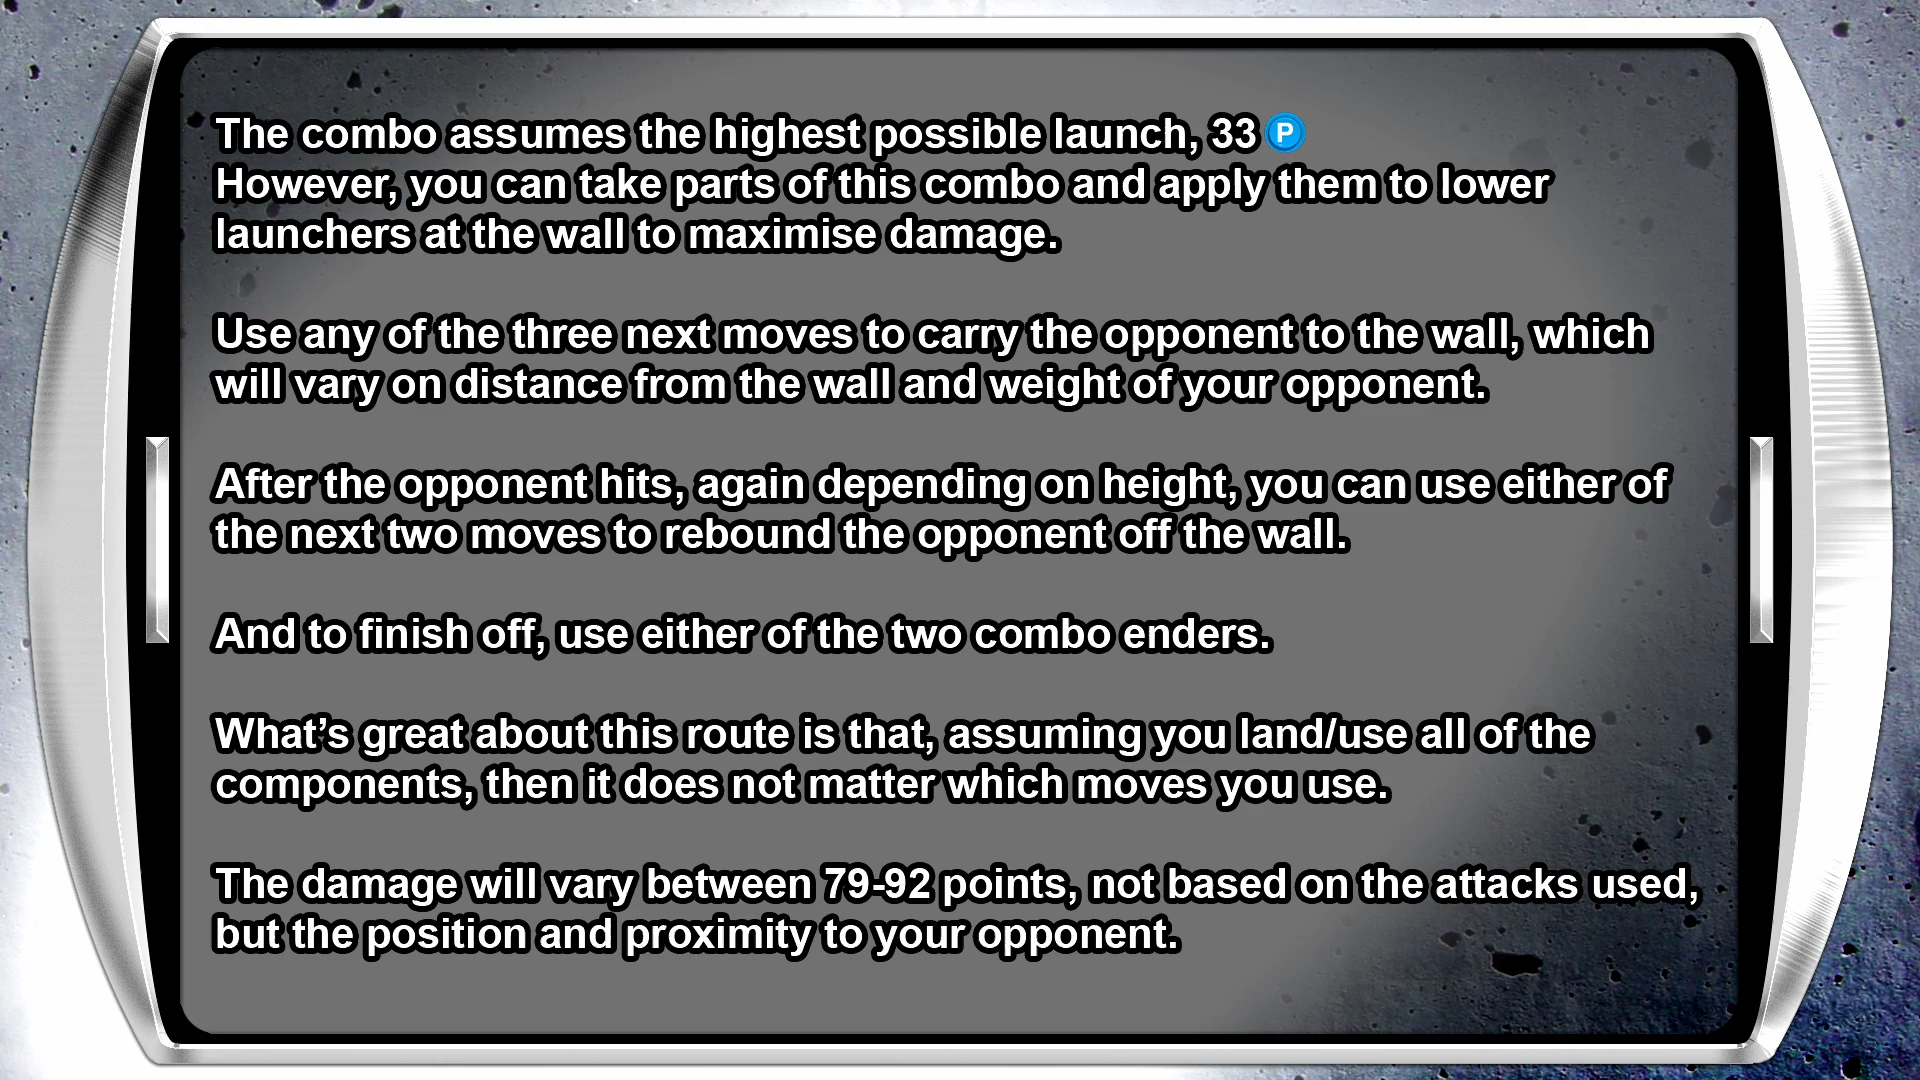 The combo assumes the highest possible launch, 33 P
However, you can take parts of this combo and apply them to lower
launchers at the wall to maximise damage.
Use any of the three next moves to carry the opponent to the wall, which
will vary on distance from the wall and weight of your opponent.
After the opponent hits, again depending on height, you can use either of
the next two moves to rebound the opponent off the wall.
And to finish off, use either of the two combo enders.
What’s great about this route is that, assuming you land/use all of the
components, then it does not matter which moves you use.
The damage will vary between 79-92 points, not based on the attacks used,
but the position and proximity to your opponent.